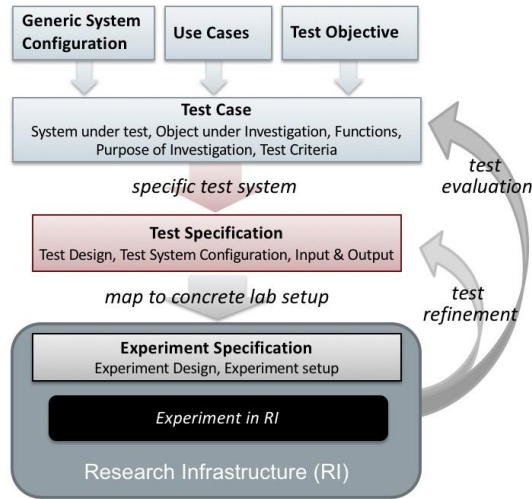 Generic System
Configuration
Use Cases
Test Objective
Test Case
System under test, Object under Investigation, Functions,
Purpose of Investigation, Test Criteria
specific test system
test
evaluation
Test Specification
Test Design, Test System Configuration, Input & Output
map to concrete lab setup
test
refinement
Experiment Specification
Experiment Design, Experiment setup
Experiment in RI
Research Infrastructure (RI)